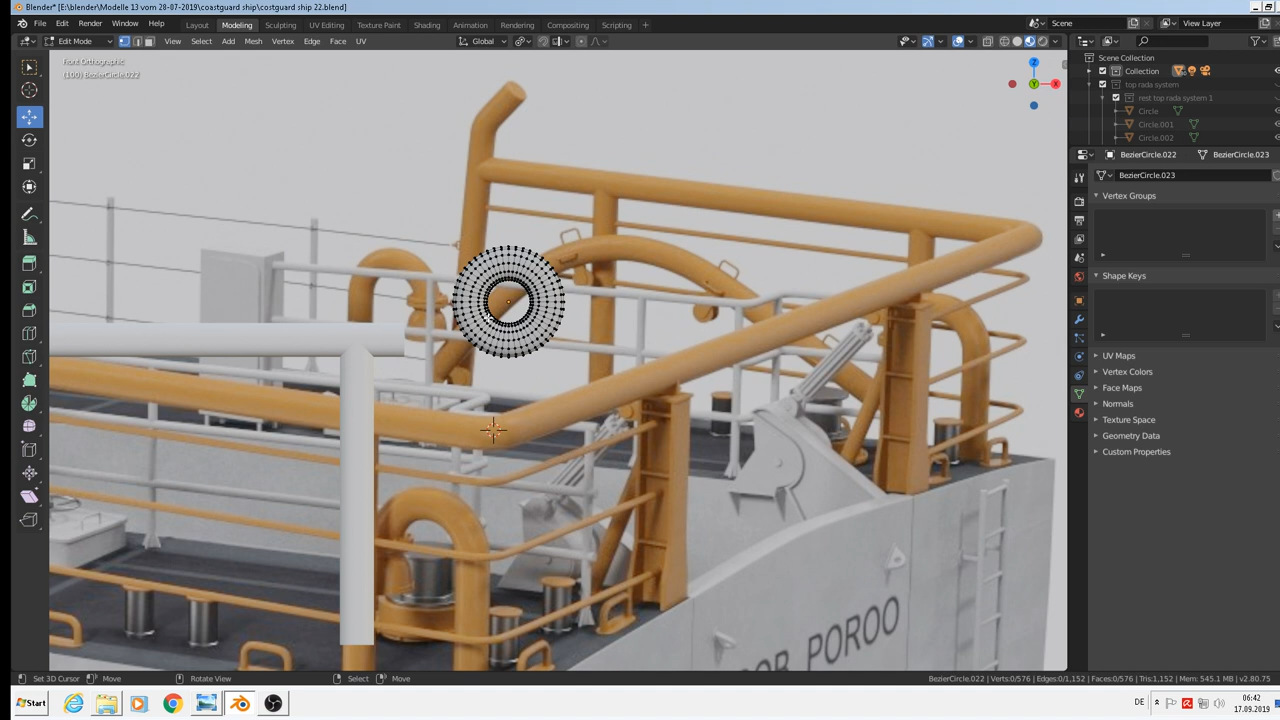 Blender* [E:\blender\Modelle 13 vom 28-07-2019\coastguard ship\costguard ship 22.blend]
File Edit Render Window Help Layout Modeling Sculpting UV Editing Texture Paint Shading Animation Rendering Compositing Scripting + Scene View Layer
Edit Mode View Select Add Mesh Vertex Edge Face UV Global
Front Orthographic
(100) BezierCircle.022
Z
Y
X
Scene Collection
Collection
top rada system
rest top rada system 1
Circle
Circle.001
Circle.002
BezierCircle.022 BezierCircle.023
BezierCircle.023
Vertex Groups
Shape Keys
UV Maps
Vertex Colors
Face Maps
Normals
Texture Space
Geometry Data
Custom Properties
POROO
Set 3D Cursor Move Rotate View Select Move BezierCircle.022 | Verts:0/576 | Edges:0/1,152 | Faces:0/576 | Tris:1,152 | Mem: 545.1 MB | v2.80.75
Start DE 06:42
17.09.2019